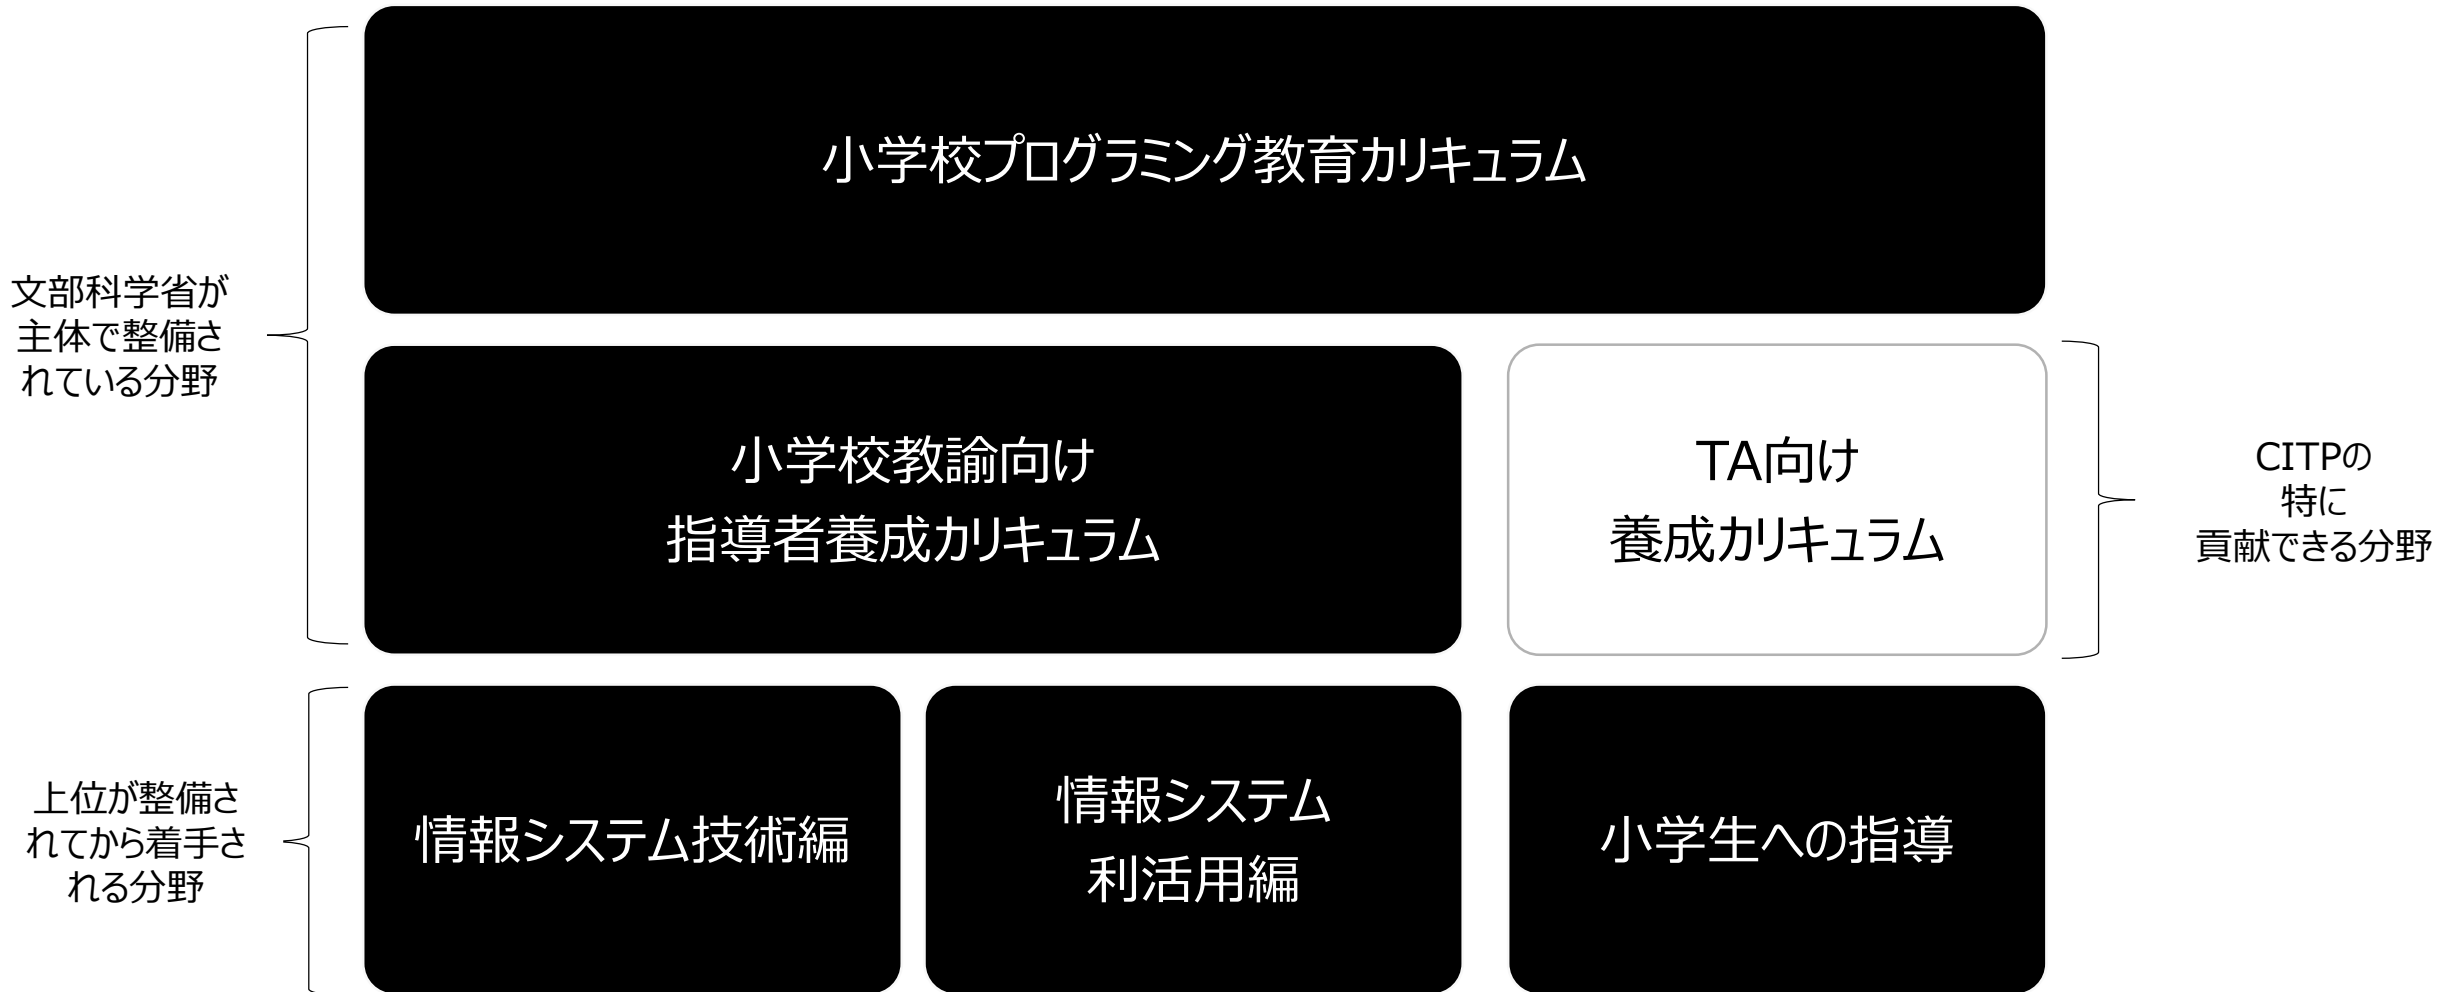 小学校プログラミング教育カリキュラム
文部科学省が
主体で整備さ
れている分野
小学校教諭向け
指導者養成カリキュラム
TA向け
養成カリキュラム
CITPの
特に
貢献できる分野
上位が整備さ
れてから着手さ
れる分野
情報システム技術編
情報システム
利活用編
小学生への指導